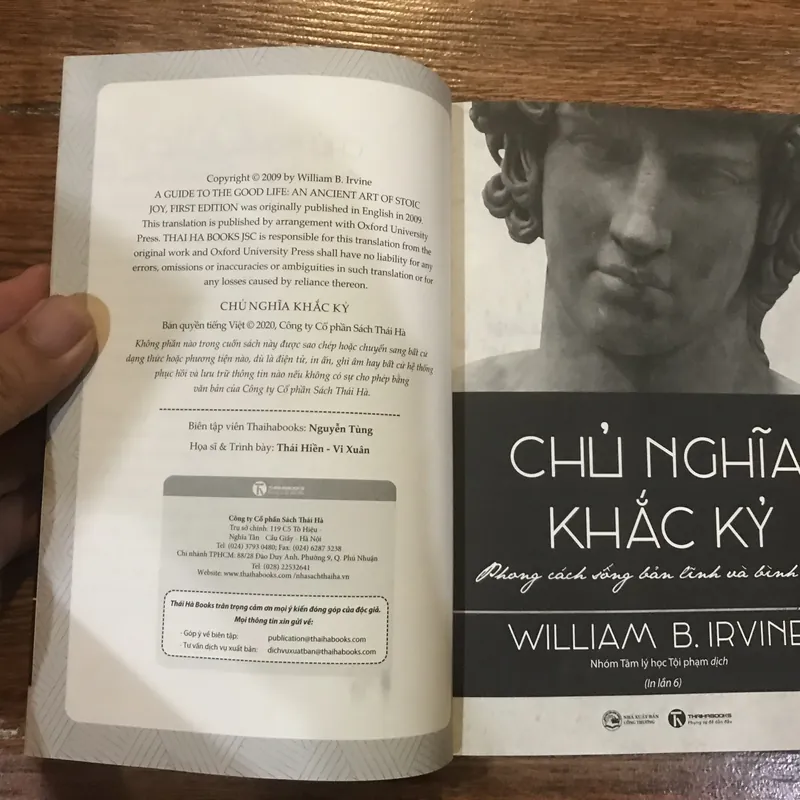 Copyright © 2009 by William B. Irvine
A GUIDE TO THE GOOD LIFE: AN ANCIENT ART OF STOIC
JOY, FIRST EDITION was originally published in English in 2009.
This translation is published by arrangement with Oxford University
Press. THAI HA BOOKS JSC is responsible for this translation from the
original work and Oxford University Press shall have no liability for any
errors, omissions or inaccuracies or ambiguities in such translation or for
any losses caused by reliance thereon.
CHỦ NGHĨA KHẮC KỶ
Bản quyền tiếng Việt © 2020, Công ty Cổ phần Sách Thái Hà
Không phần nào trong cuốn sách này được sao chép hoặc chuyển sang bất cứ
dạng thức hoặc phương tiện nào, dù là điện tử, in ấn, ghi âm hay bất cứ hệ thống
phục hồi và lưu trữ thông tin nào nếu không có sự cho phép bằng
văn bản của Công ty Cổ phần Sách Thái Hà.
Biên tập viên Thaihabooks: Nguyễn Tùng
Họa sĩ & Trình bày: Thái Hiền - Vi Xuân
THAIHABOOKS
Công ty Cổ phần Sách Thái Hà
Trụ sở chính: 119 C5 Tô Hiệu
Nghĩa Tân - Cầu Giấy - Hà Nội
Tel: (024) 3793 0480; Fax: (024) 6287 3238
Chi nhánh TPHCM: 88/28 Đào Duy Anh, Phường 9, Q. Phú Nhuận
Tel: (028) 22532641
Website: www.thaihabooks.com /nhasachthaiha.vn
Thái Hà Books trân trọng cảm ơn mọi ý kiến đóng góp của độc giả.
Mọi thông tin xin gửi về:
- Góp ý về biên tập: publication@thaihabooks.com
- Tư vấn dịch vụ xuất bản: dichvuxuatban@thaihabooks.com
CHỦ NGHĨA
KHẮC KỶ
Phong cách sống bản lĩnh và bình
WILLIAM B. IRVINE
Nhóm Tâm lý học Tội phạm dịch
(In lần 6)
NHÀ XUẤT BẢN
CÔNG THƯƠNG
THAIHABOOKS
Phụng sự để dẫn đầu